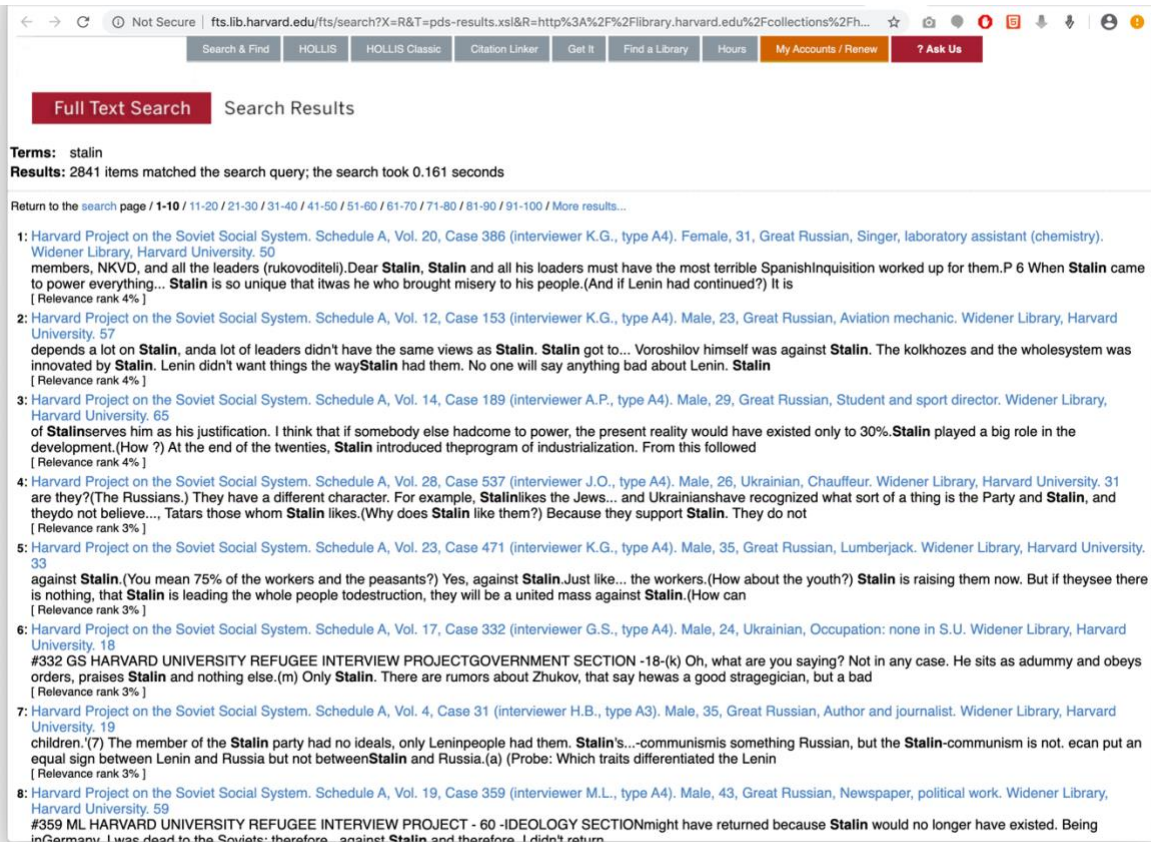 Not Secure | fts.lib.harvard.edu/fts/search?X=R&T=pds-results.xsl&R=http%3A%2F%2Flibrary.harvard.edu%2Fcollections%2Fh...
Search & Find HOLLIS HOLLIS Classic Citation Linker Get It Find a Library Hours My Accounts / Renew ? Ask Us
Full Text Search Search Results
Terms: stalin
Results: 2841 items matched the search query; the search took 0.161 seconds
Return to the search page / 1-10 / 11-20 / 21-30 / 31-40 / 41-50 / 51-60 / 61-70 / 71-80 / 81-90 / 91-100 / More results...
1: Harvard Project on the Soviet Social System. Schedule A, Vol. 20, Case 386 (interviewer K.G., type A4). Female, 31, Great Russian, Singer, laboratory assistant (chemistry).
Widener Library, Harvard University. 50
members, NKVD, and all the leaders (rukovoditeli).Dear Stalin, Stalin and all his loaders must have the most terrible SpanishInquisition worked up for them.P 6 When Stalin came
to power everything... Stalin is so unique that itwas he who brought misery to his people.(And if Lenin had continued?) It is
[ Relevance rank 4% ]
2: Harvard Project on the Soviet Social System. Schedule A, Vol. 12, Case 153 (interviewer K.G., type A4). Male, 23, Great Russian, Aviation mechanic. Widener Library, Harvard
University. 57
depends a lot on Stalin, anda lot of leaders didn't have the same views as Stalin. Stalin got to... Voroshilov himself was against Stalin. The kolkhozes and the wholesystem was
innovated by Stalin. Lenin didn't want things the wayStalin had them. No one will say anything bad about Lenin. Stalin
[ Relevance rank 4% ]
3: Harvard Project on the Soviet Social System. Schedule A, Vol. 14, Case 189 (interviewer A.P., type A4). Male, 29, Great Russian, Student and sport director. Widener Library,
Harvard University. 65
of Stalinserves him as his justification. I think that if somebody else hadcome to power, the present reality would have existed only to 30%.Stalin played a big role in the
development.(How ?) At the end of the twenties, Stalin introduced theprogram of industrialization. From this followed
[ Relevance rank 4% ]
4: Harvard Project on the Soviet Social System. Schedule A, Vol. 28, Case 537 (interviewer J.O., type A4). Male, 26, Ukrainian, Chauffeur. Widener Library, Harvard University. 31
are they?(The Russians.) They have a different character. For example, Stalinlikes the Jews... and Ukrainianshave recognized what sort of a thing is the Party and Stalin, and
theydo not believe..., Tatars those whom Stalin likes.(Why does Stalin like them?) Because they support Stalin. They do not
[ Relevance rank 3% ]
5: Harvard Project on the Soviet Social System. Schedule A, Vol. 23, Case 471 (interviewer K.G., type A4). Male, 35, Great Russian, Lumberjack. Widener Library, Harvard University.
33
against Stalin.(You mean 75% of the workers and the peasants?) Yes, against Stalin.Just like... the workers.(How about the youth?) Stalin is raising them now. But if theysee there
is nothing, that Stalin is leading the whole people todestruction, they will be a united mass against Stalin.(How can
[ Relevance rank 3% ]
6: Harvard Project on the Soviet Social System. Schedule A, Vol. 17, Case 332 (interviewer G.S., type A4). Male, 24, Ukrainian, Occupation: none in S.U. Widener Library, Harvard
University. 18
#332 GS HARVARD UNIVERSITY REFUGEE INTERVIEW PROJECTGOVERNMENT SECTION -18-(k) Oh, what are you saying? Not in any case. He sits as adummy and obeys
orders, praises Stalin and nothing else.(m) Only Stalin. There are rumors about Zhukov, that say hewas a good stragegician, but a bad
[ Relevance rank 3% ]
7: Harvard Project on the Soviet Social System. Schedule A, Vol. 4, Case 31 (interviewer H.B., type A3). Male, 35, Great Russian, Author and journalist. Widener Library, Harvard
University. 19
children.'(7) The member of the Stalin party had no ideals, only Leninpeople had them. Stalin's...-communismis something Russian, but the Stalin-communism is not. ecan put an
equal sign between Lenin and Russia but not betweenStalin and Russia.(a) (Probe: Which traits differentiated the Lenin
[ Relevance rank 3% ]
8: Harvard Project on the Soviet Social System. Schedule A, Vol. 19, Case 359 (interviewer M.L., type A4). Male, 43, Great Russian, Newspaper, political work. Widener Library,
Harvard University. 59
#359 ML HARVARD UNIVERSITY REFUGEE INTERVIEW PROJECT - 60 -IDEOLOGY SECTIONmight have returned because Stalin would no longer have existed. Being
inGermany, I was dead to the Soviets; therefore against Stalin and therefore, I didn't return